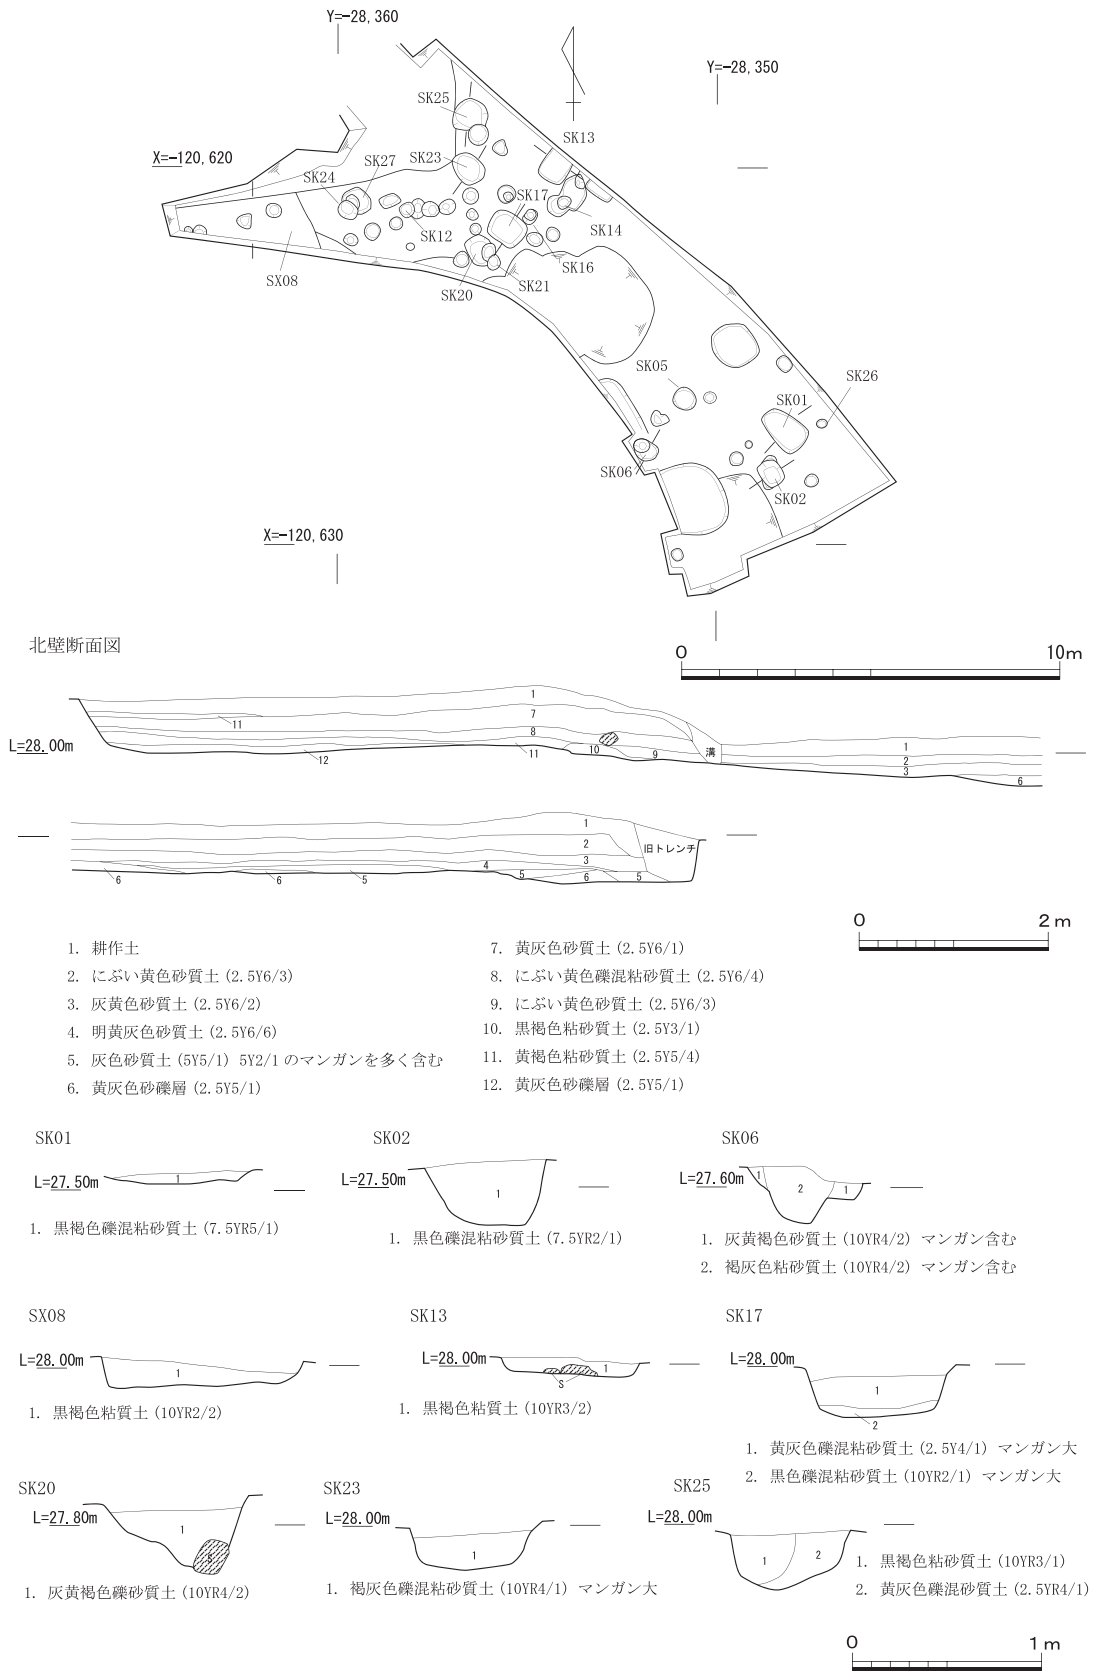 Y=-28,360
Y=-28,350
SK25
SK13
X=-120,620
SK27
SK23
SK24
SK17
SK12
SK14
SK16
SX08
SK20
SK21
SK05
SK26
SK01
SK06
SK02
X=-120,630
北壁断面図
0 10m
1
7
11
8
L=28.00m
10
9
11
12
溝
1
2
3
6
1
2
旧トレンチ
3
4
6
6
5
5
6
5
0 2m
1. 耕作土
2. にぶい黄色砂質土(2.5Y6/3)
3. 灰黄色砂質土(2.5Y6/2)
4. 明黄灰色砂質土(2.5Y6/6)
5. 灰色砂質土(5Y5/1) 5Y2/1のマンガンを多く含む
6. 黄灰色砂礫層(2.5Y5/1)
7. 黄灰色砂質土(2.5Y6/1)
8. にぶい黄色礫混粘砂質土(2.5Y6/4)
9. にぶい黄色砂質土(2.5Y6/3)
10. 黒褐色粘砂質土(2.5Y3/1)
11. 黄褐色粘砂質土(2.5Y5/4)
12. 黄灰色砂礫層(2.5Y5/1)
SK01
L=27.50m
1
1. 黒褐色礫混粘砂質土(7.5YR5/1)
SK02
L=27.50m
1
1. 黒色礫混粘砂質土(7.5YR2/1)
SK06
L=27.60m
1
2
1
1. 灰黄褐色砂質土(10YR4/2) マンガン含む
2. 褐灰色粘砂質土(10YR4/2) マンガン含む
SX08
L=28.00m
1
1. 黒褐色粘質土(10YR2/2)
SK13
L=28.00m
1
S
1. 黒褐色粘質土(10YR3/2)
SK17
L=28.00m
1
2
1. 黄灰色礫混粘砂質土(2.5Y4/1) マンガン大
2. 黒色礫混粘砂質土(10YR2/1) マンガン大
SK20
L=27.80m
1
S
1. 灰黄褐色礫砂質土(10YR4/2)
SK23
L=28.00m
1
1. 褐灰色礫混粘砂質土(10YR4/1) マンガン大
SK25
L=28.00m
1
2
1. 黒褐色粘砂質土(10YR3/1)
2. 黄灰色礫混砂質土(2.5YR4/1)
0 1m